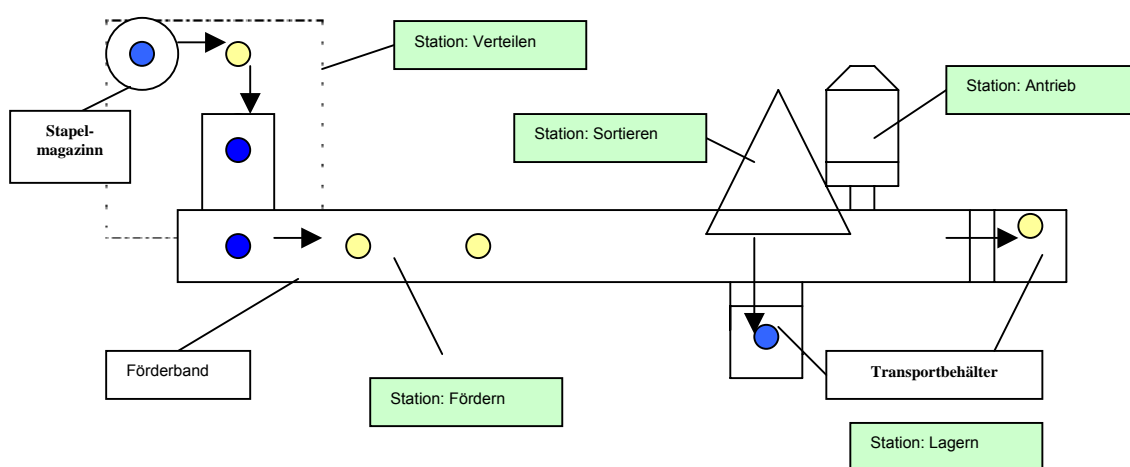 Station: Verteilen
Station: Antrieb
Stapel-
magazinn
Station: Sortieren
Förderband
Transportbehälter
Station: Fördern
Station: Lagern